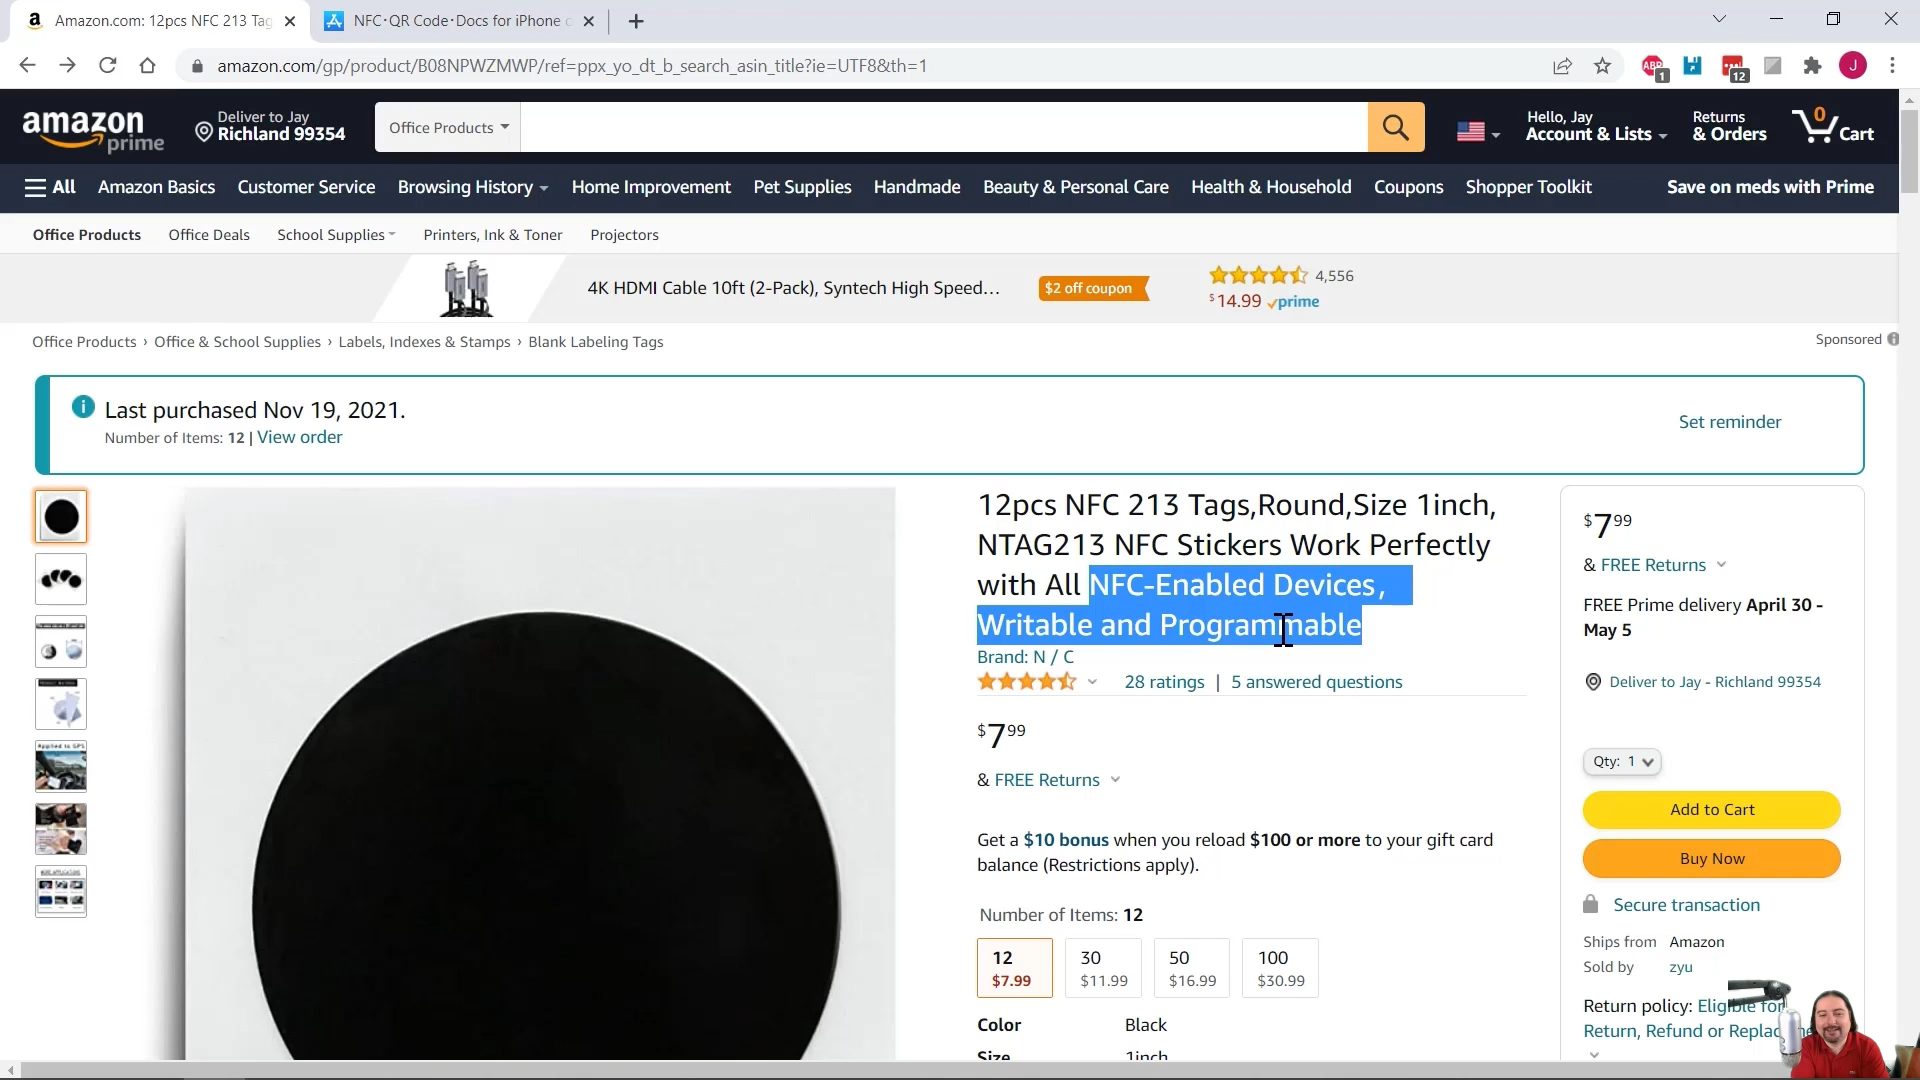 Amazon.com: 12pcs NFC 213 Tag
NFC·QR Code·Docs for iPhone
amazon.com/gp/product/B08NPWZMWP/ref=ppx_yo_dt_b_search_asin_title?ie=UTF8&th=1
ABP
1
12
J
amazon
prime
Deliver to Jay
Richland 99354
Office Products
Hello, Jay
Account & Lists
Returns
& Orders
0
Cart
All
Amazon Basics
Customer Service
Browsing History
Home Improvement
Pet Supplies
Handmade
Beauty & Personal Care
Health & Household
Coupons
Shopper Toolkit
Save on meds with Prime
Office Products
Office Deals
School Supplies
Printers, Ink & Toner
Projectors
4K HDMI Cable 10ft (2-Pack), Syntech High Speed...
$2 off coupon
4,556
$14.99 prime
Office Products › Office & School Supplies › Labels, Indexes & Stamps › Blank Labeling Tags
Sponsored
Last purchased Nov 19, 2021.
Number of Items: 12 | View order
Set reminder
12pcs NFC 213 Tags,Round,Size 1inch,
NTAG213 NFC Stickers Work Perfectly
with All NFC-Enabled Devices,
Writable and Programmable
Brand: N / C
28 ratings | 5 answered questions
$7 99
& FREE Returns
Get a $10 bonus when you reload $100 or more to your gift card
balance (Restrictions apply).
Number of Items: 12
12
$7.99
30
$11.99
50
$16.99
100
$30.99
Color Black
Size 1inch
$7 99
& FREE Returns
FREE Prime delivery April 30 -
May 5
Deliver to Jay - Richland 99354
Qty: 1
Add to Cart
Buy Now
Secure transaction
Ships from Amazon
Sold by zyu
Return policy: Eligible for
Return, Refund or
Applied to GPS